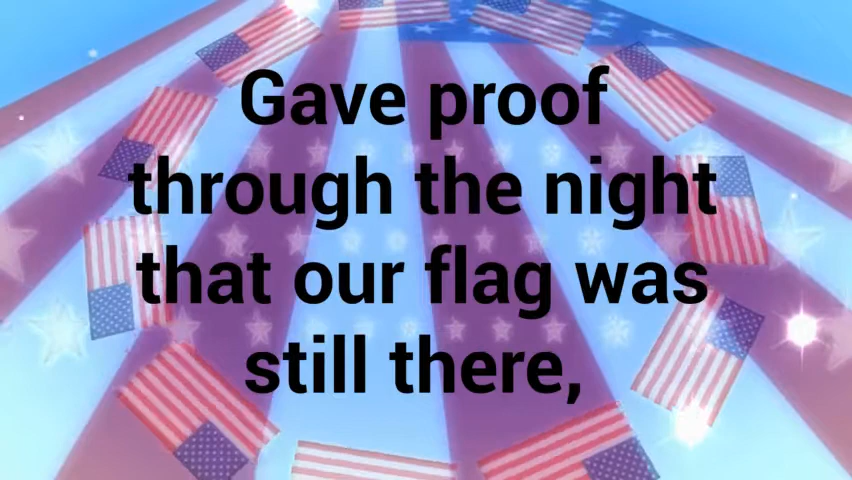 Gave proof
through the night
that our flag was
still there,